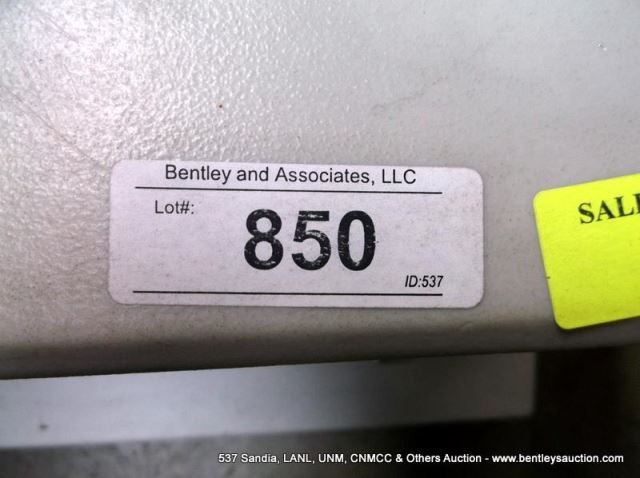 Bentley and Associates, LLC
Lot#:
850
ID:537
537 Sandia, LANL, UNM, CNMCC & Others Auction - www.bentleysauction.com